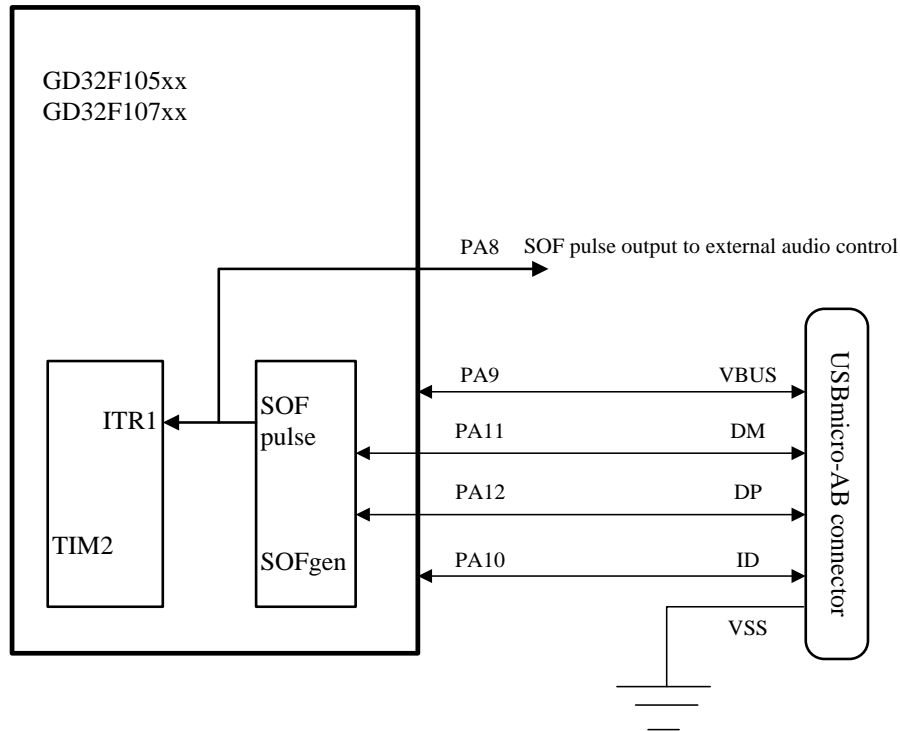 GD32F105xx
GD32F107xx
PA8 SOF pulse output to external audio control
PA9 VBUS
ITR1 SOF
pulse
PA11 DM
PA12 DP
TIM2
SOFgen
PA10 ID
VSS
USBmicro-AB connector